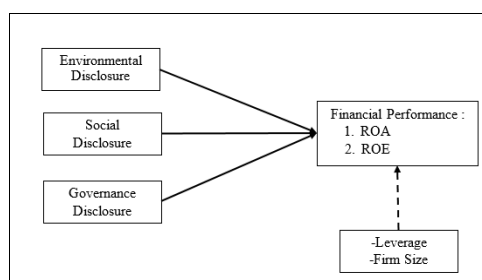 Environmental
Disclosure
Social
Disclosure
Governance
Disclosure
Financial Performance :
1. ROA
2. ROE
-Leverage
-Firm Size